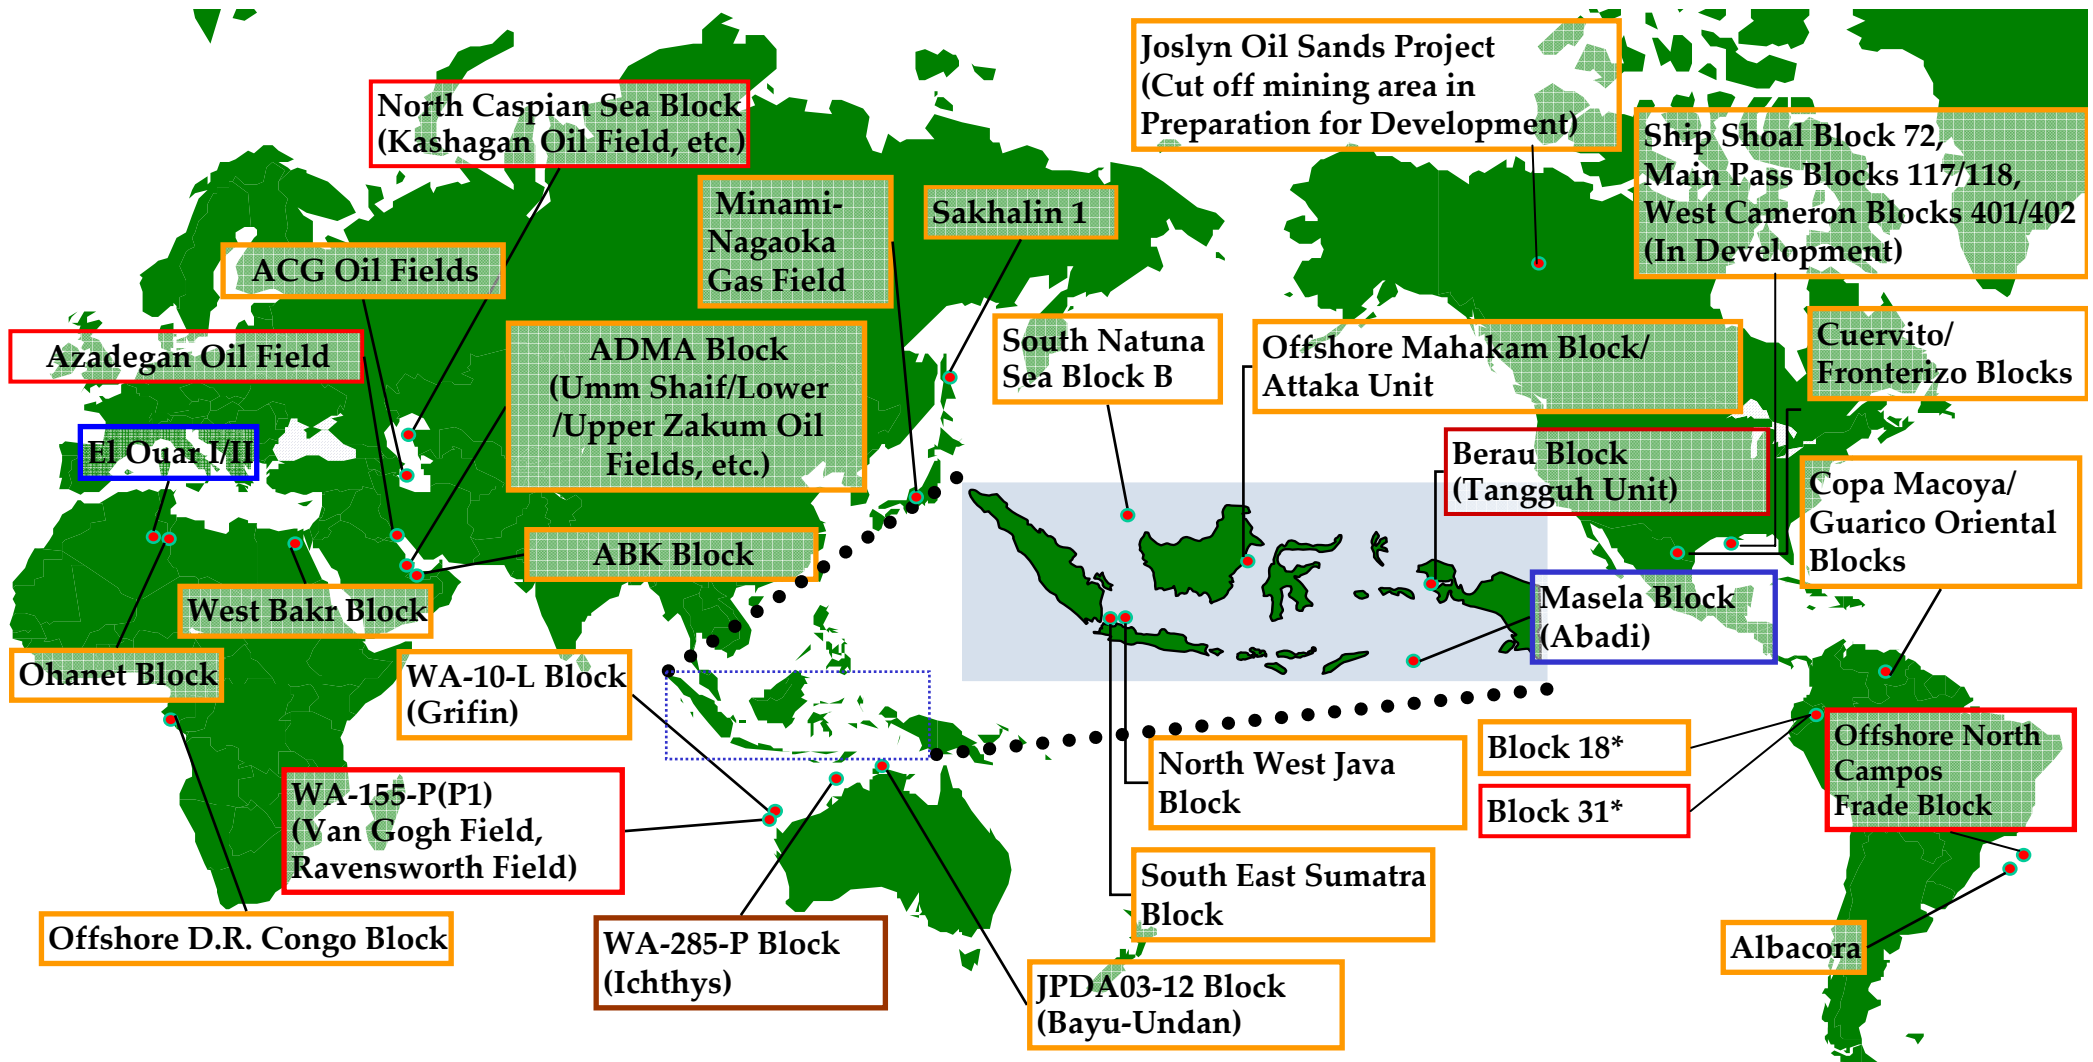 Joslyn Oil Sands Project
(Cut off mining area in
Preparation for Development)
North Caspian Sea Block
(Kashagan Oil Field, etc.)
Ship Shoal Block 72,
Main Pass Blocks 117/118,
West Cameron Blocks 401/402
(In Development)
Minami-
Nagaoka
Gas Field
Sakhalin 1
ACG Oil Fields
Azadegan Oil Field
ADMA Block
(Umm Shaif/Lower
/Upper Zakum Oil
Fields, etc.)
South Natuna
Sea Block B
Offshore Mahakam Block/
Attaka Unit
Cuervito/
Fronterizo Blocks
El Ouar I/II
Berau Block
(Tangguh Unit)
Copa Macoya/
Guarico Oriental
Blocks
ABK Block
West Bakr Block
Masela Block
(Abadi)
Ohanet Block
WA-10-L Block
(Grifin)
Block 18*
Offshore North
Campos
Frade Block
North West Java
Block
Block 31*
WA-155-P(P1)
(Van Gogh Field,
Ravensworth Field)
South East Sumatra
Block
Offshore D.R. Congo Block
WA-285-P Block
(Ichthys)
Albacora
JPDA03-12 Block
(Bayu-Undan)